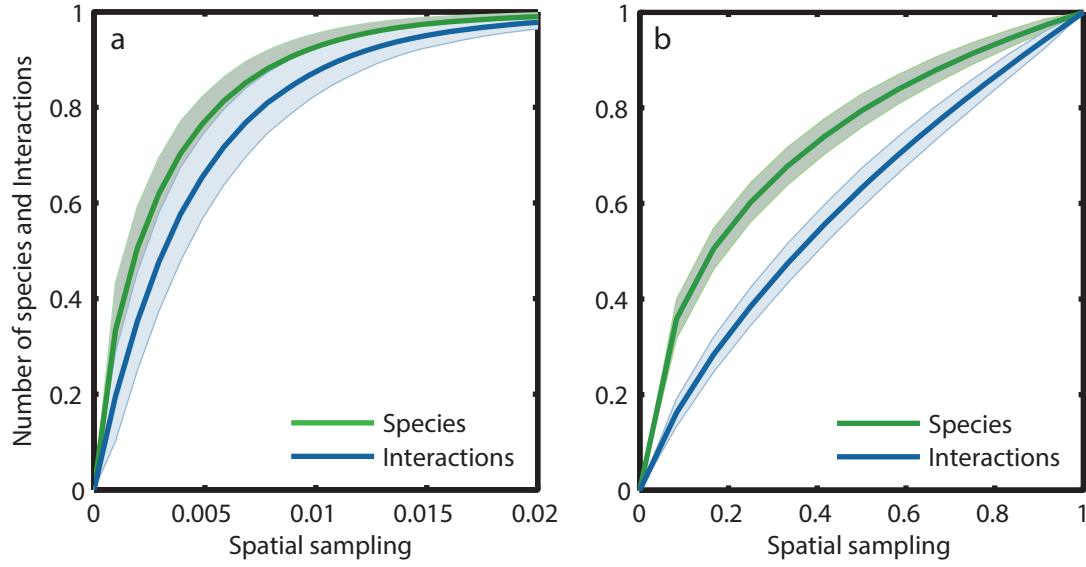 a
b
Number of species and Interactions
1
0.8
0.6
0.4
0.2
0
0 0.005 0.01 0.015 0.02
Spatial sampling
Species
Interactions
1
0.8
0.6
0.4
0.2
0
0 0.2 0.4 0.6 0.8 1
Spatial sampling
Species
Interactions